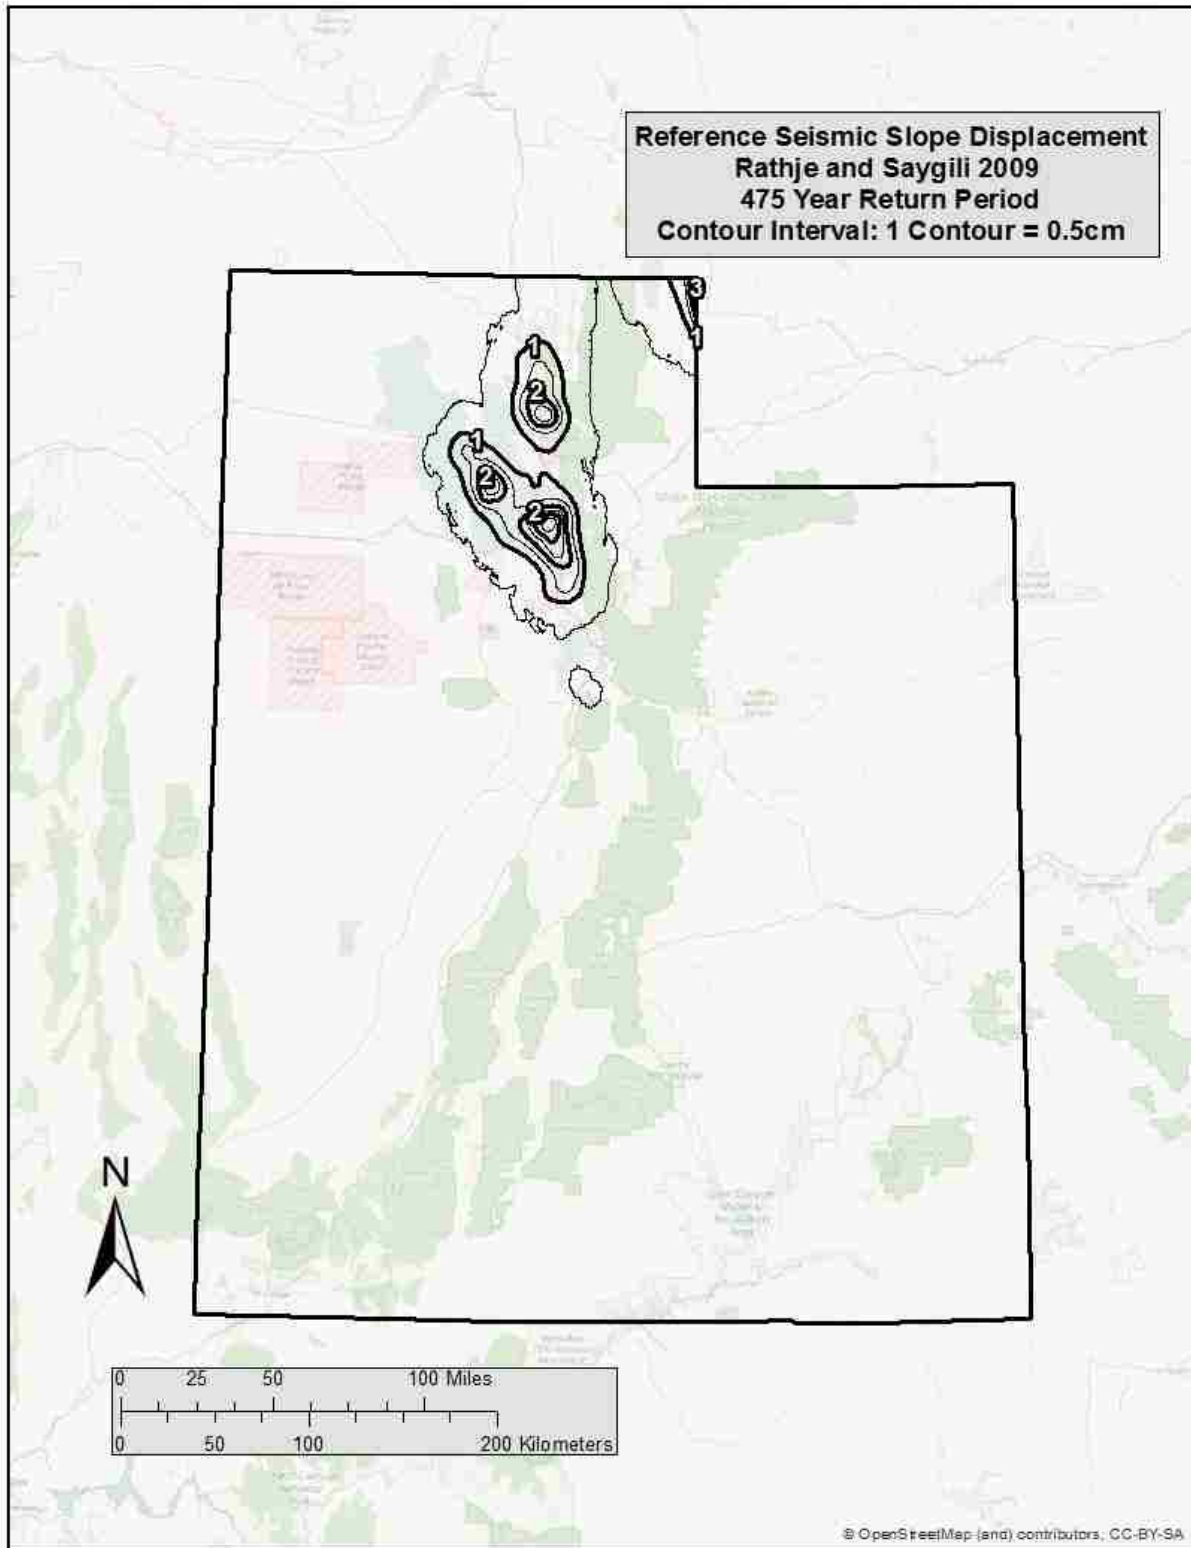 Reference Seismic Slope Displacement
Rathje and Saygili 2009
475 Year Return Period
Contour Interval: 1 Contour = 0.5cm
3
1
1
2
1
2
2
N
0 25 50 100 Miles
0 50 100 200 Kilometers
© OpenStreetMap (and) contributors, CC-BY-SA